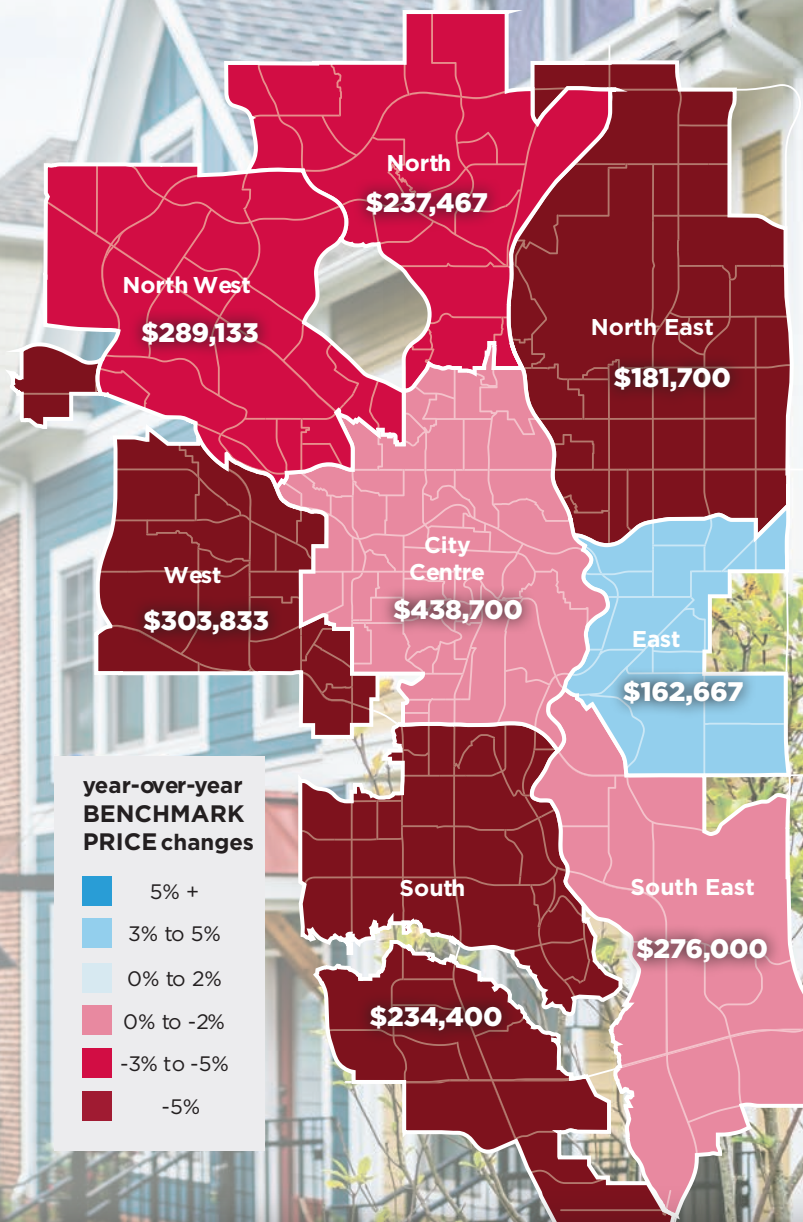 North
$237,467
North West
$289,133
North East
$181,700
City
Centre
$438,700
West
$303,833
East
$162,667
year-over-year
BENCHMARK
PRICE changes
5% +
3% to 5%
0% to 2%
0% to -2%
-3% to -5%
-5%
South
$234,400
South East
$276,000